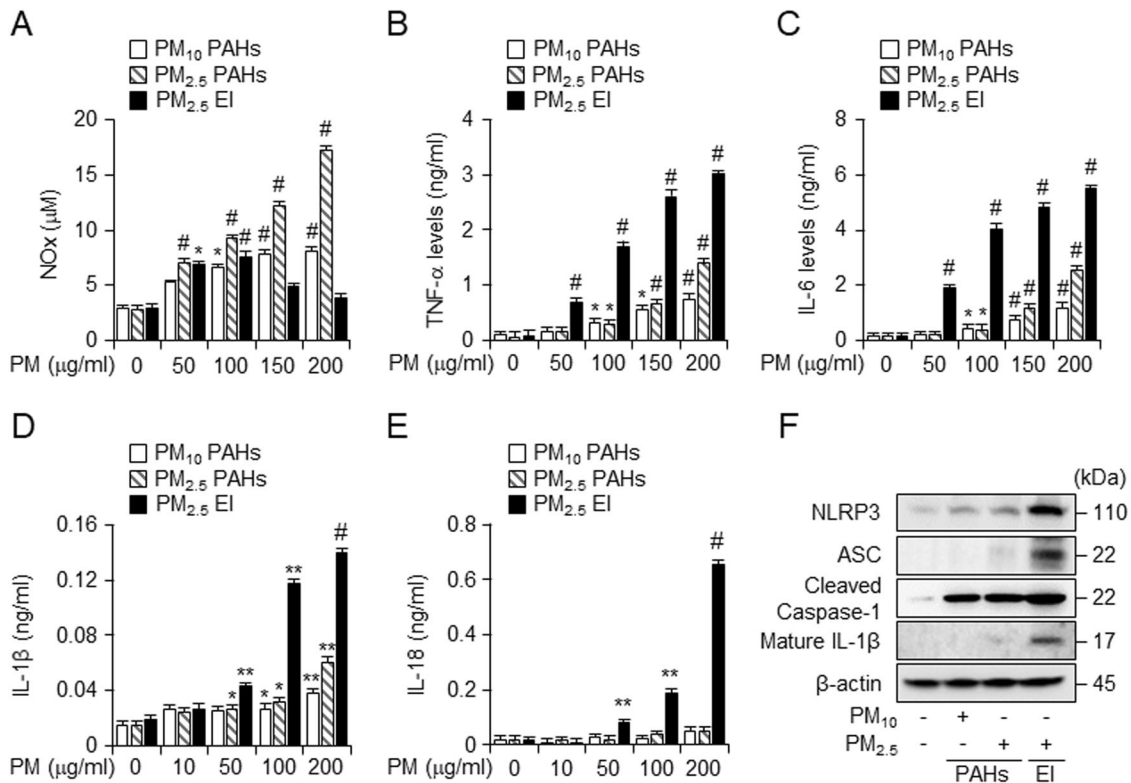 A
PM10 PAHs
PM2.5 PAHs
PM2.5 EI
NOx (μM)
20
15
10
5
0
# # # # # # # * *
PM (μg/ml) 0 50 100 150 200
B
PM10 PAHs
PM2.5 PAHs
PM2.5 EI
TNF-α levels (ng/ml)
4
3
2
1
0
# * * # * # # # # #
PM (μg/ml) 0 50 100 150 200
C
PM10 PAHs
PM2.5 PAHs
PM2.5 EI
IL-6 levels (ng/ml)
8
6
4
2
0
# * * # # # # # # #
PM (μg/ml) 0 50 100 150 200
D
PM10 PAHs
PM2.5 PAHs
PM2.5 EI
IL-1β (ng/ml)
0.16
0.12
0.08
0.04
0
* ** * * ** ** ** #
PM (μg/ml) 0 10 50 100 200
E
PM10 PAHs
PM2.5 PAHs
PM2.5 EI
IL-18 (ng/ml)
0.8
0.6
0.4
0.2
0
** ** #
PM (μg/ml) 0 10 50 100 200
F
(kDa)
NLRP3 110
ASC 22
Cleaved
Caspase-1 22
Mature IL-1β 17
β-actin 45
PM10 - + - -
PM2.5 - - + +
PAHs EI